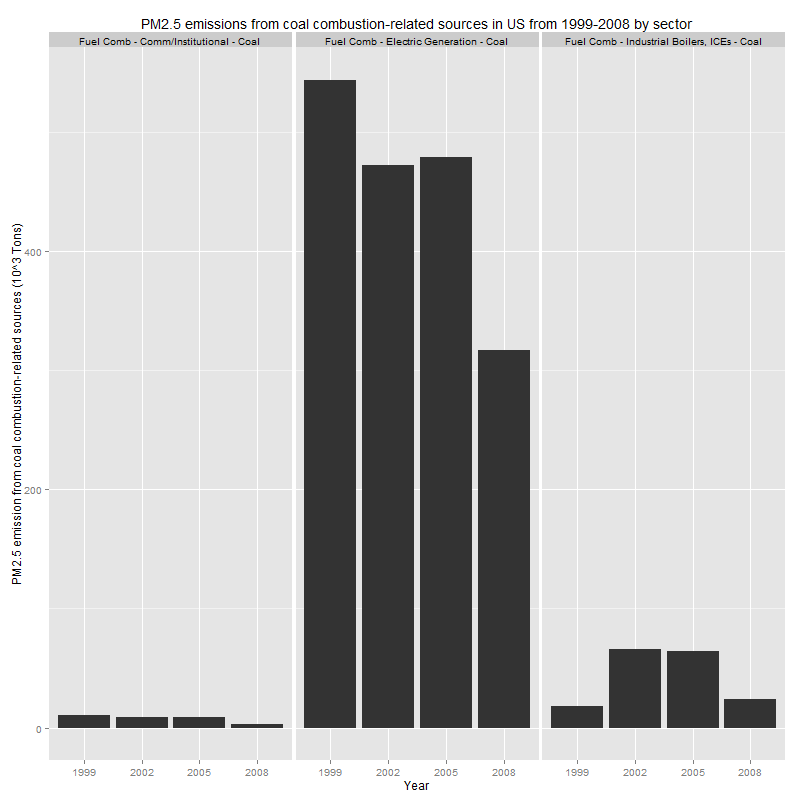 PM2.5 emissions from coal combustion-related sources in US from 1999-2008 by sector
Fuel Comb - Comm/Institutional - Coal
Fuel Comb - Electric Generation - Coal
Fuel Comb - Industrial Boilers, ICEs - Coal
PM2.5 emission from coal combustion-related sources (10^3 Tons)
400
200
0
1999 2002 2005 2008
1999 2002 2005 2008
1999 2002 2005 2008
Year